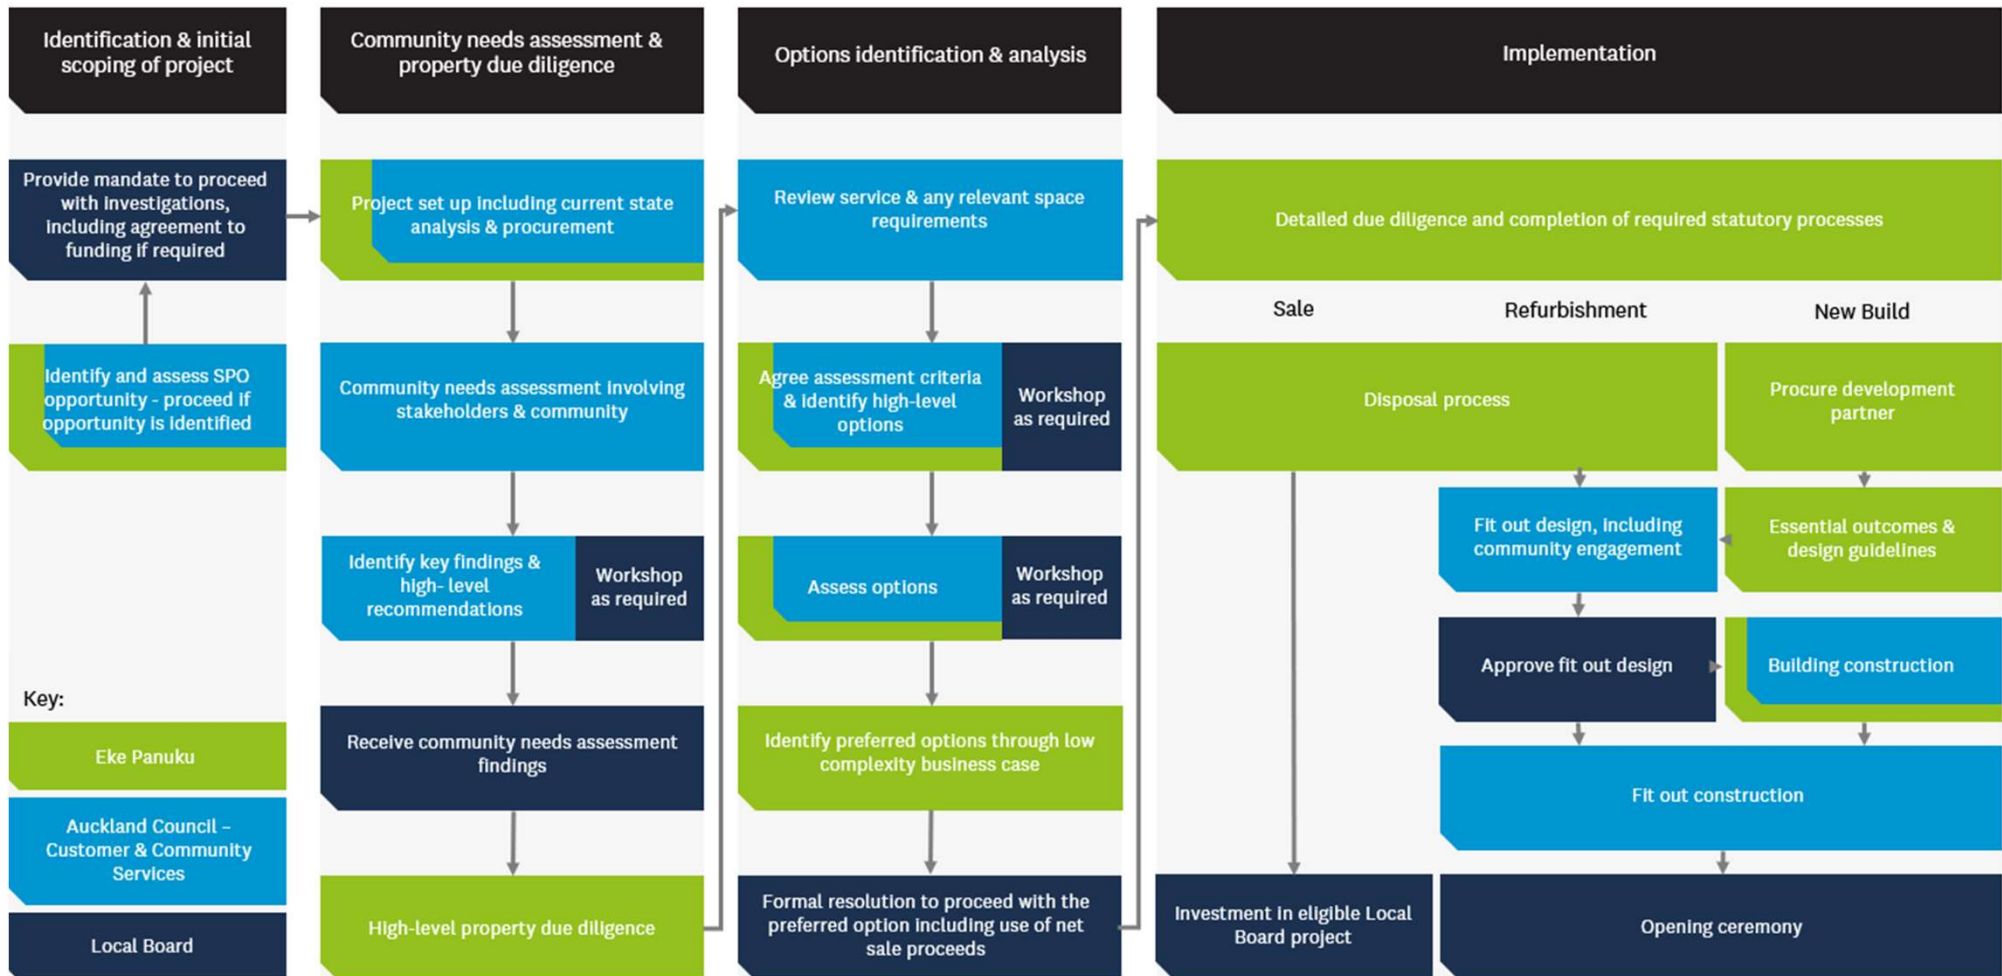 Identification & initial
scoping of project
Provide mandate to proceed
with investigations,
including agreement to
funding if required
Identify and assess SPO
opportunity - proceed if
opportunity is identified
Key:
Eke Panuku
Auckland Council –
Customer & Community
Services
Local Board
Community needs assessment &
property due diligence
Project set up including current state
analysis & procurement
Community needs assessment involving
stakeholders & community
Identify key findings &
high- level
recommendations
Workshop
as required
Receive community needs assessment
findings
High-level property due diligence
Options identification & analysis
Review service & any relevant space
requirements
Agree assessment criteria
& identify high-level
options
Workshop
as required
Assess options
Workshop
as required
Identify preferred options through low
complexity business case
Formal resolution to proceed with the
preferred option including use of net
sale proceeds
Implementation
Detailed due diligence and completion of required statutory processes
Sale
Refurbishment
New Build
Disposal process
Procure development
partner
Fit out design, including
community engagement
Essential outcomes &
design guidelines
Approve fit out design
Building construction
Fit out construction
Investment in eligible Local
Board project
Opening ceremony